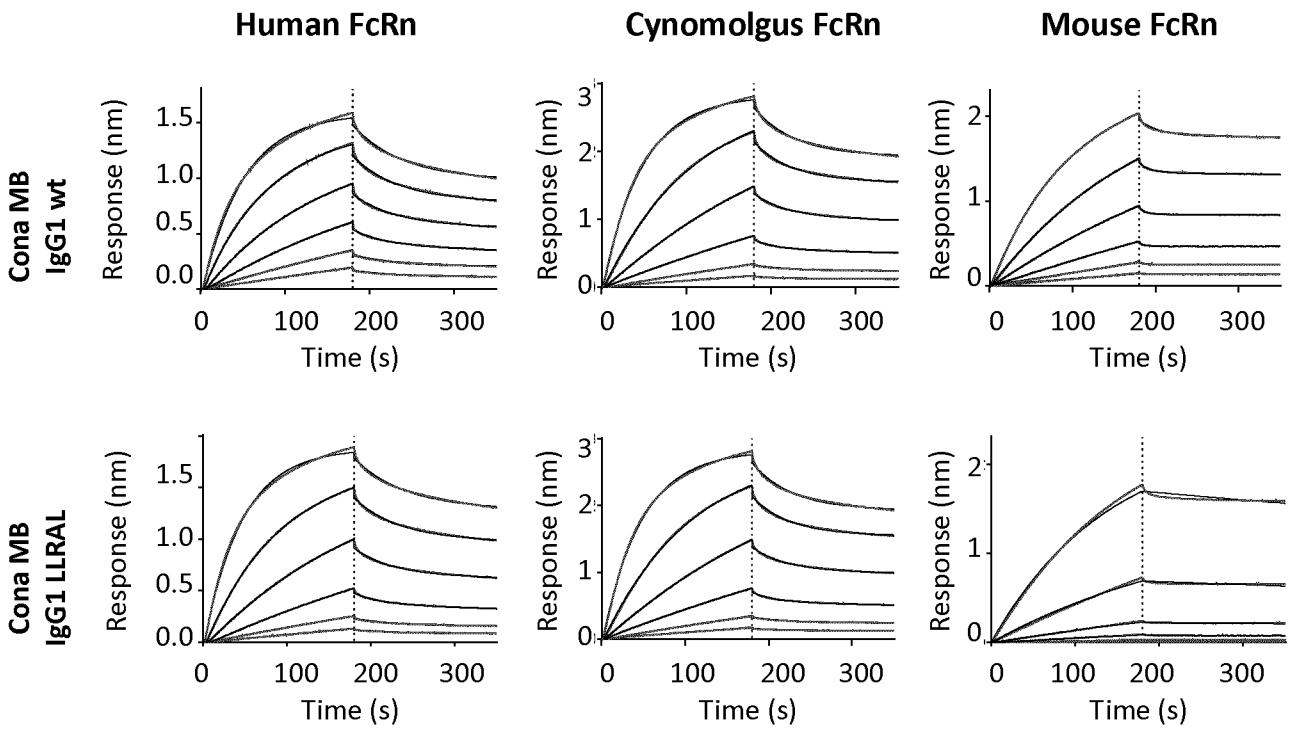 Human FcRn
Cynomolgus FcRn
Mouse FcRn
Cona MB
IgG1 wt
Response (nm)
1.5
1.0
0.5
0.0
0 100 200 300
Time (s)
Response (nm)
3
2
1
0
0 100 200 300
Time (s)
Response (nm)
2
1
0
0 100 200 300
Time (s)
Cona MB
IgG1 LLRAL
Response (nm)
1.5
1.0
0.5
0.0
0 100 200 300
Time (s)
Response (nm)
3
2
1
0
0 100 200 300
Time (s)
Response (nm)
2
1
0
0 100 200 300
Time (s)